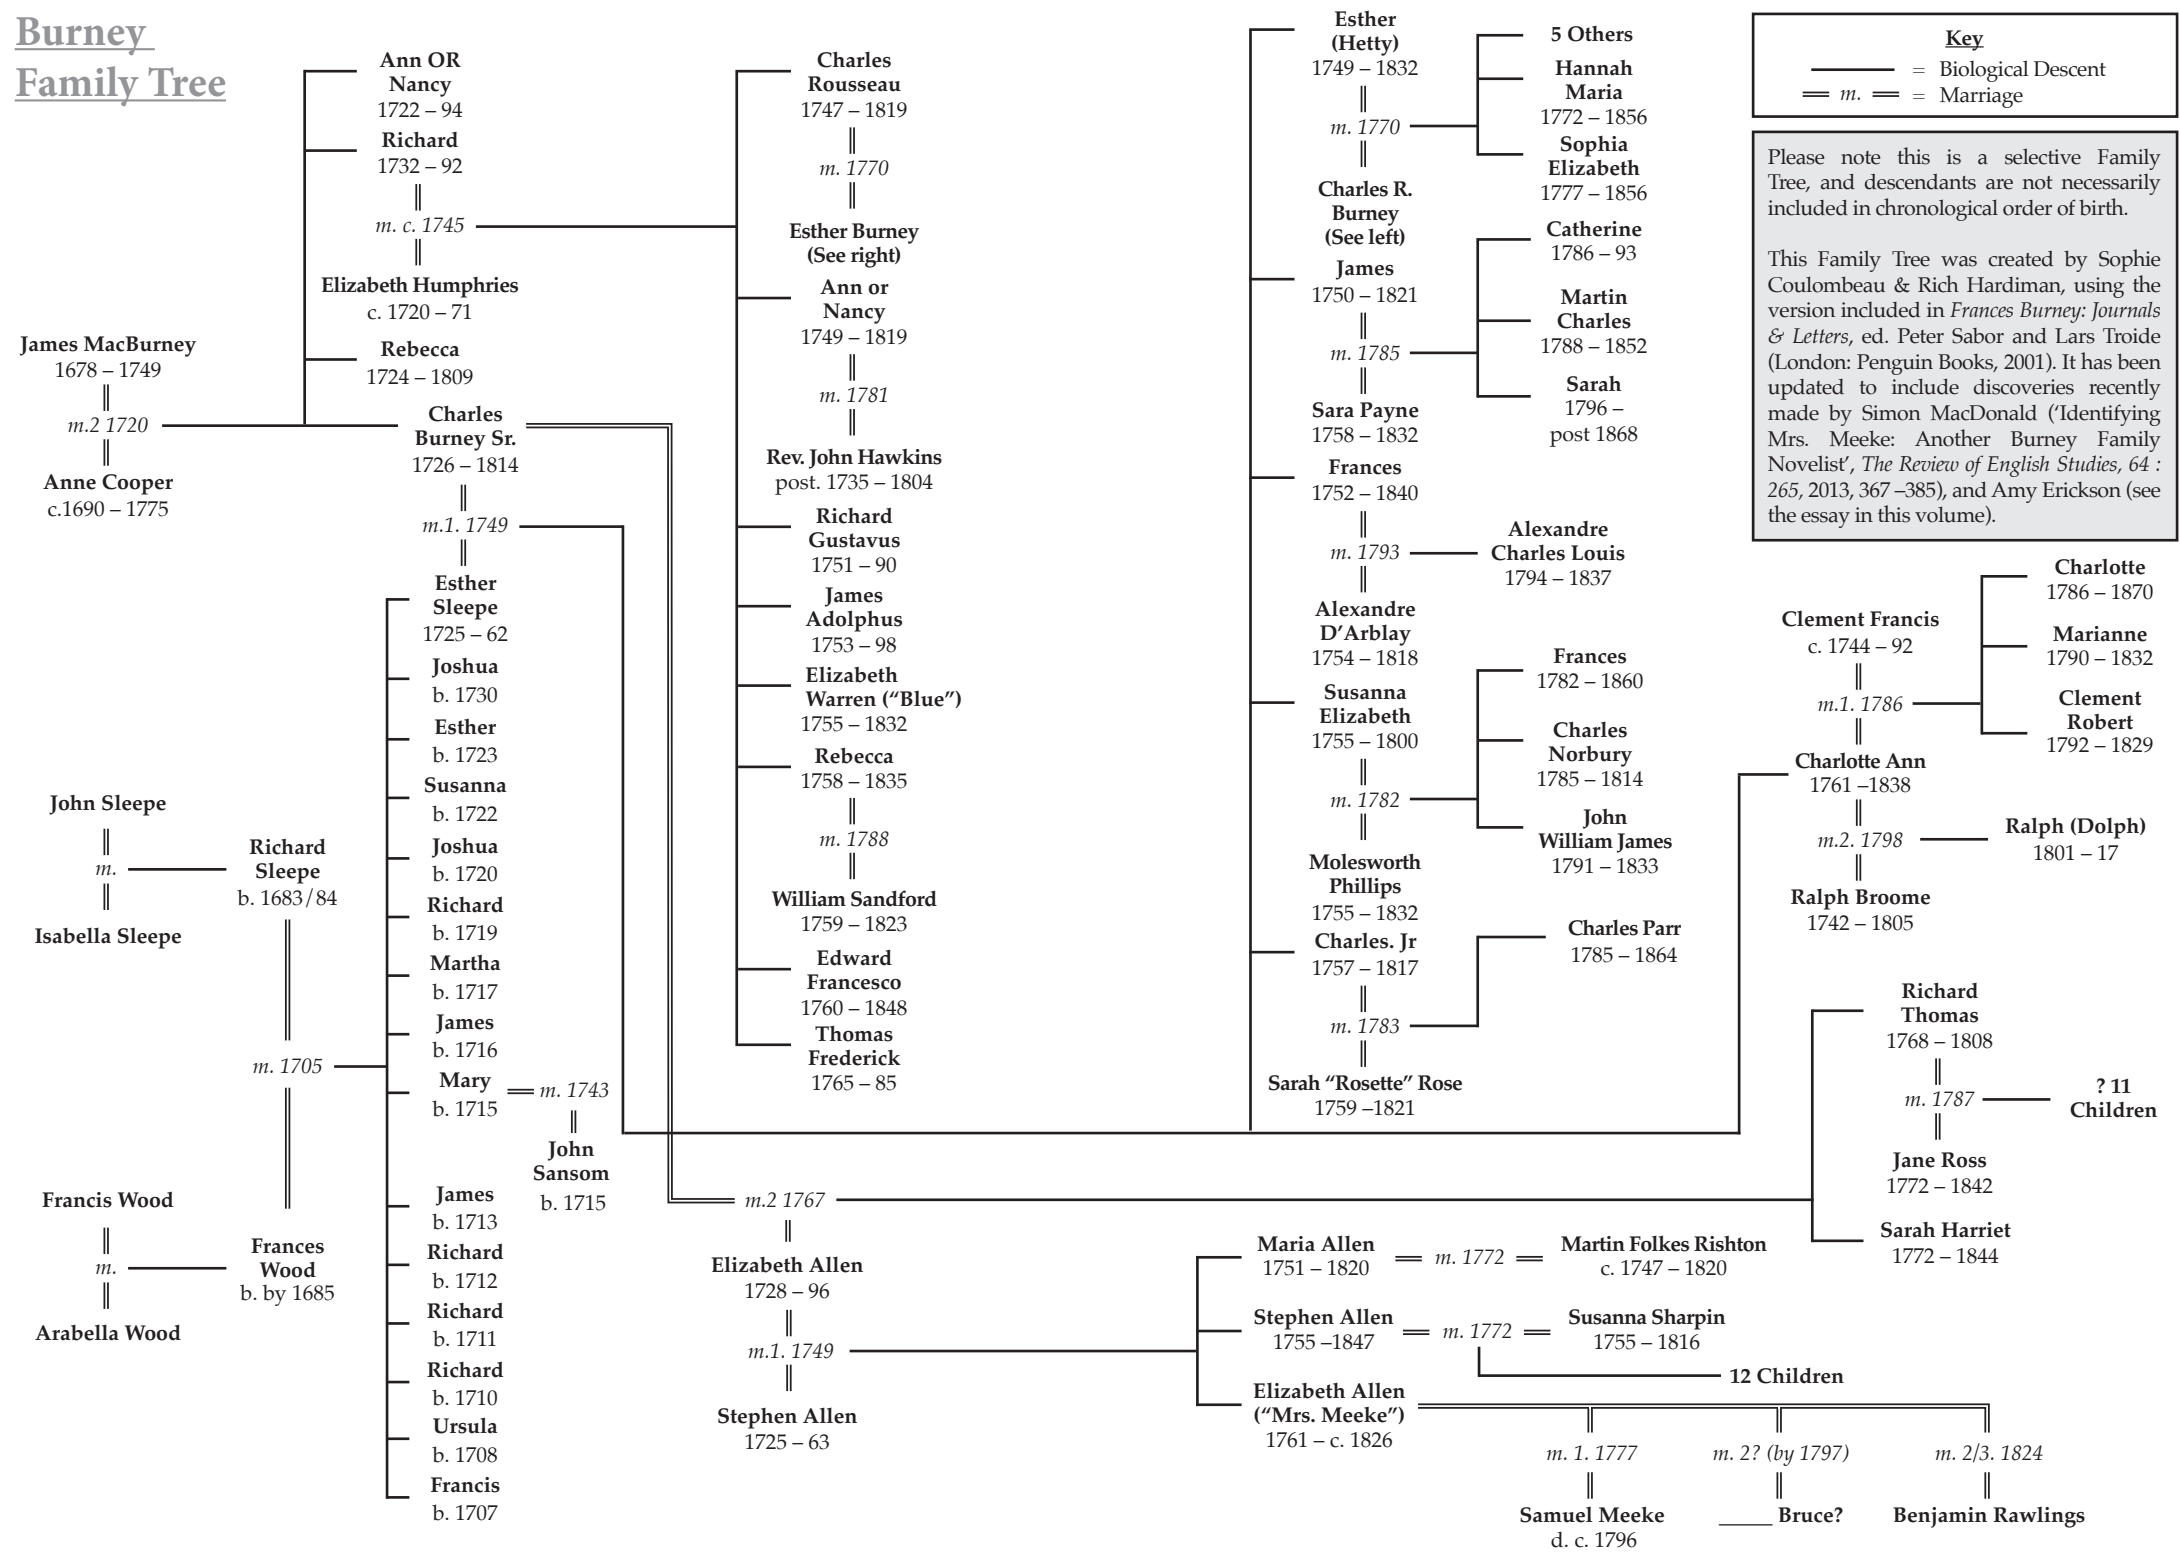 Burney
Family Tree
James MacBurney
1678 – 1749
m.2 1720
Anne Cooper
c.1690 – 1775
John Sleepe
m.
Isabella Sleepe
Francis Wood
m.
Arabella Wood
Richard
Sleepe
b. 1683/84
m. 1705
Frances
Wood
b. by 1685
Ann OR
Nancy
1722 – 94
Richard
1732 – 92
m. c. 1745
Elizabeth Humphries
c. 1720 – 71
Rebecca
1724 – 1809
Charles
Burney Sr.
1726 – 1814
m.1. 1749
Esther
Sleepe
1725 – 62
Joshua
b. 1730
Esther
b. 1723
Susanna
b. 1722
Joshua
b. 1720
Richard
b. 1719
Martha
b. 1717
James
b. 1716
Mary
b. 1715
m. 1743
John
Sansom
b. 1715
James
b. 1713
Richard
b. 1712
Richard
b. 1711
Richard
b. 1710
Ursula
b. 1708
Francis
b. 1707
Charles
Rousseau
1747 – 1819
m. 1770
Esther Burney
(See right)
Ann or
Nancy
1749 – 1819
m. 1781
Rev. John Hawkins
post. 1735 – 1804
Richard
Gustavus
1751 – 90
James
Adolphus
1753 – 98
Elizabeth
Warren (“Blue”)
1755 – 1832
Rebecca
1758 – 1835
m. 1788
William Sandford
1759 – 1823
Edward
Francesco
1760 – 1848
Thomas
Frederick
1765 – 85
m.2 1767
Elizabeth Allen
1728 – 96
m.1. 1749
Stephen Allen
1725 – 63
Esther
(Hetty)
1749 – 1832
m. 1770
Charles R.
Burney
(See left)
James
1750 – 1821
m. 1785
Sara Payne
1758 – 1832
Frances
1752 – 1840
m. 1793
Alexandre
D’Arblay
1754 – 1818
Susanna
Elizabeth
1755 – 1800
m. 1782
Molesworth
Phillips
1755 – 1832
Charles. Jr
1757 – 1817
m. 1783
Sarah “Rosette” Rose
1759 –1821
5 Others
Hannah
Maria
1772 – 1856
Sophia
Elizabeth
1777 – 1856
Catherine
1786 – 93
Martin
Charles
1788 – 1852
Sarah
1796 –
post 1868
Alexandre
Charles Louis
1794 – 1837
Frances
1782 – 1860
Charles
Norbury
1785 – 1814
John
William James
1791 – 1833
Charles Parr
1785 – 1864
Maria Allen
1751 – 1820
m. 1772
Martin Folkes Rishton
c. 1747 – 1820
Stephen Allen
1755 –1847
m. 1772
Susanna Sharpin
1755 – 1816
12 Children
Elizabeth Allen
(“Mrs. Meeke”)
1761 – c. 1826
m. 1. 1777
Samuel Meeke
d. c. 1796
m. 2? (by 1797)
_____ Bruce?
m. 2/3. 1824
Benjamin Rawlings
Key
= Biological Descent
m. = Marriage
Please note this is a selective Family
Tree, and descendants are not necessarily
included in chronological order of birth.
This Family Tree was created by Sophie
Coulombeau & Rich Hardiman, using the
version included in Frances Burney: Journals
& Letters, ed. Peter Sabor and Lars Troide
(London: Penguin Books, 2001). It has been
updated to include discoveries recently
made by Simon MacDonald (‘Identifying
Mrs. Meeke: Another Burney Family
Novelist’, The Review of English Studies, 64 :
265, 2013, 367 –385), and Amy Erickson (see
the essay in this volume).
Clement Francis
c. 1744 – 92
m.1. 1786
Charlotte Ann
1761 –1838
m.2. 1798
Ralph Broome
1742 – 1805
Charlotte
1786 – 1870
Marianne
1790 – 1832
Clement
Robert
1792 – 1829
Ralph (Dolph)
1801 – 17
Richard
Thomas
1768 – 1808
m. 1787
Jane Ross
1772 – 1842
? 11
Children
Sarah Harriet
1772 – 1844